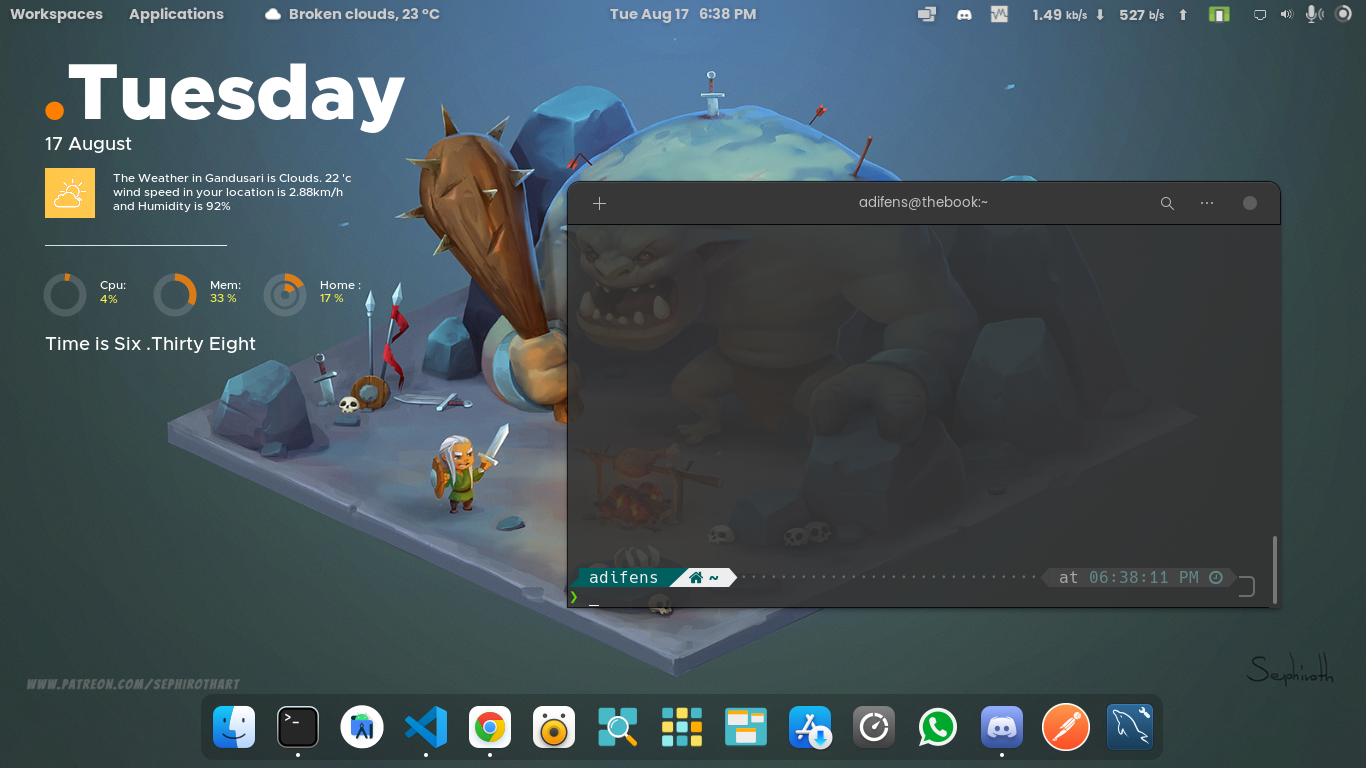 Workspaces Applications Broken clouds, 23 °C Tue Aug 17 6:38 PM 1.49 kb/s ⬇ 527 b/s ⬆
.Tuesday
17 August
The Weather in Gandusari is Clouds. 22 'c
wind speed in your location is 2.88km/h
and Humidity is 92%
Cpu:
4%
Mem:
33 %
Home :
17 %
Time is Six .Thirty Eight
adifens@thebook:~
adifens ~ at 06:38:11 PM
❯ _
WWW.PATREON.COM/SEPHIROTHART
Sephiroth
>_